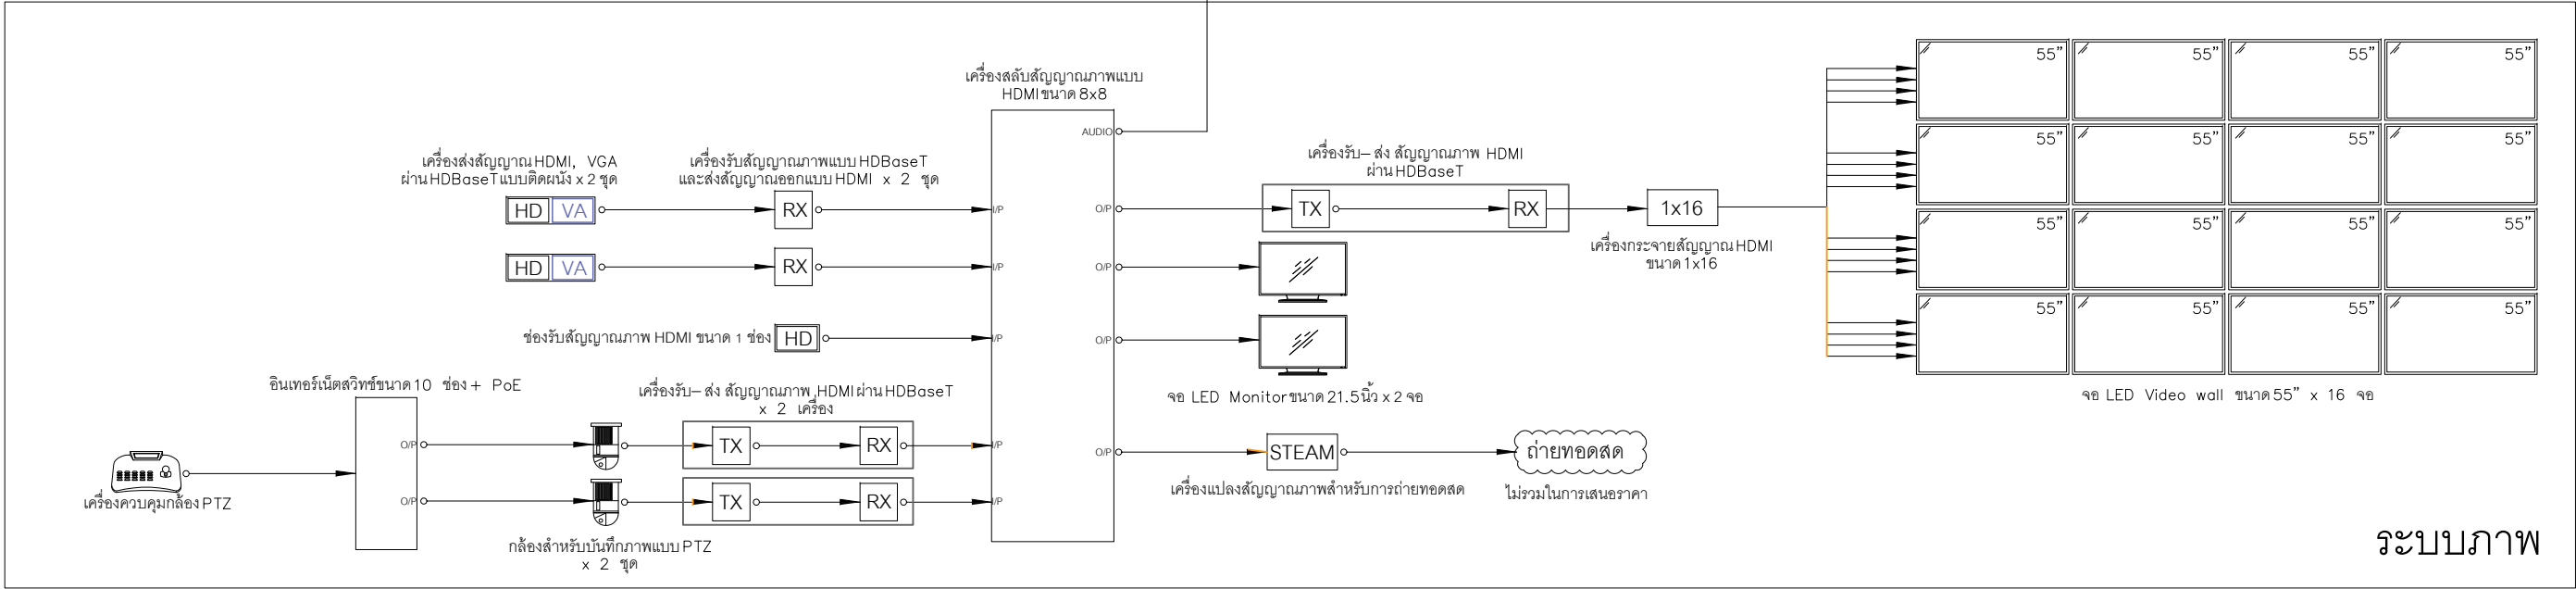 เครื่องสลับสัญญาณภาพแบบ
HDMI ขนาด 8x8
AUDIO
เครื่องส่งสัญญาณ HDMI, VGA
ผ่าน HDBaseT แบบติดผนัง x 2 ชุด
เครื่องรับสัญญาณภาพแบบ HDBaseT
และส่งสัญญาณออกแบบ HDMI x 2 ชุด
HD VA
RX
I/P
HD VA
RX
I/P
ช่องรับสัญญาณภาพ HDMI ขนาด 1 ช่อง
HD
I/P
อินเทอร์เน็ตสวิทช์ขนาด 10 ช่อง + PoE
เครื่องรับ- ส่ง สัญญาณภาพ HDMI ผ่าน HDBaseT
x 2 เครื่อง
O/P
TX
RX
I/P
O/P
TX
RX
I/P
เครื่องควบคุมกล้อง PTZ
กล้องสำหรับบันทึกภาพแบบ PTZ
x 2 ชุด
เครื่องรับ- ส่ง สัญญาณภาพ HDMI
ผ่าน HDBaseT
O/P
TX
RX
1x16
เครื่องกระจายสัญญาณ HDMI
ขนาด 1x16
O/P
O/P
จอ LED Monitor ขนาด 21.5 นิ้ว x 2 จอ
O/P
STEAM
ถ่ายทอดสด
เครื่องแปลงสัญญาณภาพสำหรับการถ่ายทอดสด
ไม่รวมในการเสนอราคา
55" 55" 55" 55"
55" 55" 55" 55"
55" 55" 55" 55"
55" 55" 55" 55"
จอ LED Video wall ขนาด 55" x 16 จอ
ระบบภาพ